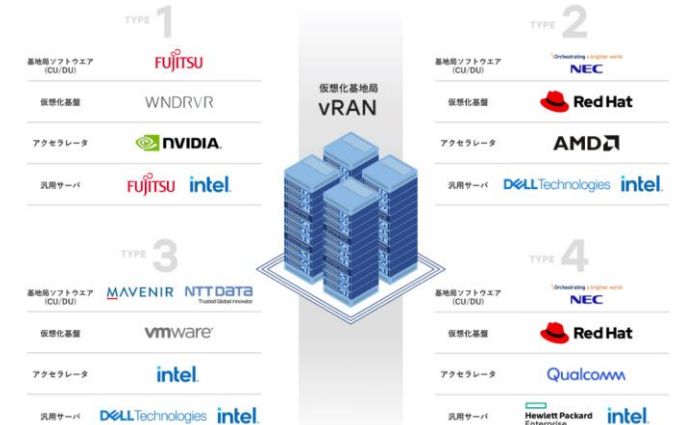 TYPE 1
基地局ソフトウエア
(CU/DU)
FUJITSU
仮想化基盤
WNDRVR
アクセラレータ
NVIDIA.
汎用サーバ
FUJITSU intel.
仮想化基地局
vRAN
TYPE 2
基地局ソフトウエア
(CU/DU)
\Orchestrating a brighter world
NEC
仮想化基盤
Red Hat
アクセラレータ
AMD
汎用サーバ
DELL Technologies intel.
TYPE 3
基地局ソフトウエア
(CU/DU)
MAVENIR NTT DATA
Trusted Global Innovator
仮想化基盤
vmware
アクセラレータ
intel.
汎用サーバ
DELL Technologies intel.
TYPE 4
基地局ソフトウエア
(CU/DU)
\Orchestrating a brighter world
NEC
仮想化基盤
Red Hat
アクセラレータ
Qualcomm
汎用サーバ
Hewlett Packard
Enterprise
intel.